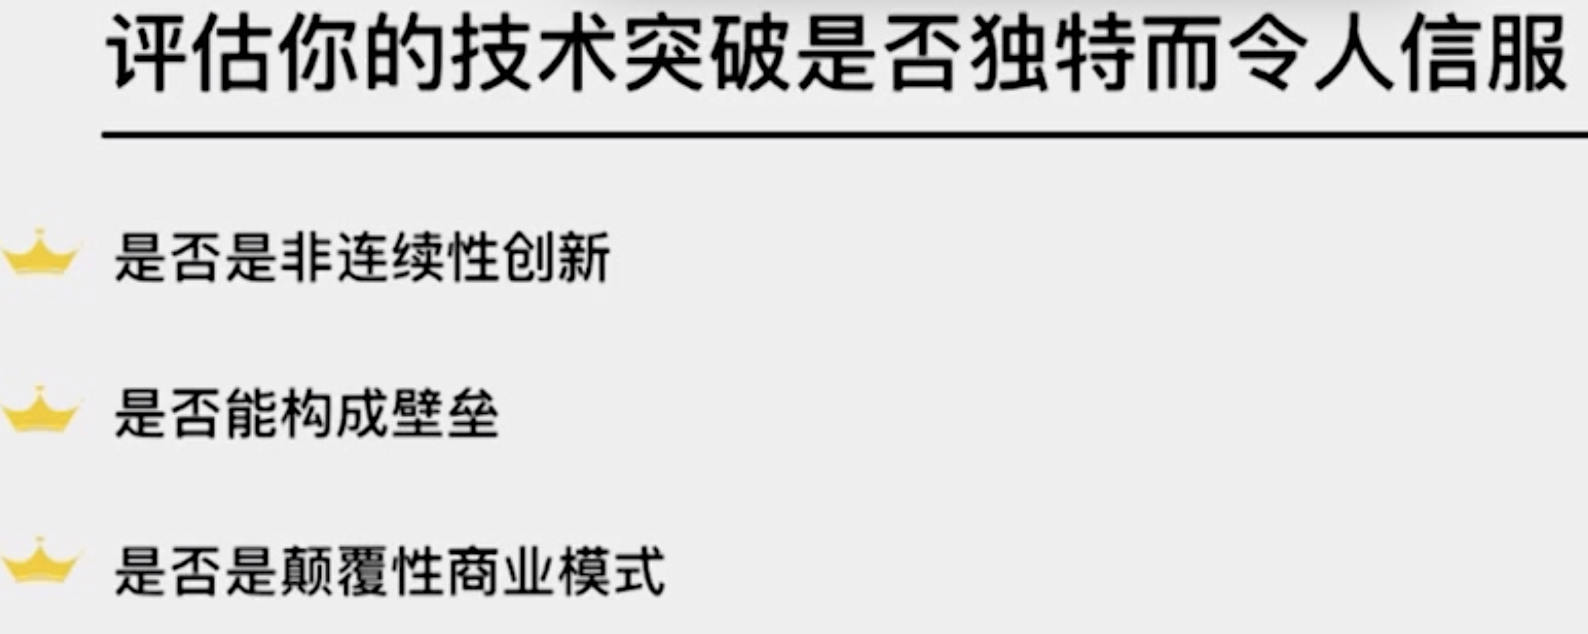 评估你的技术突破是否独特而令人信服
是否是非连续性创新
是否能构成壁垒
是否是颠覆性商业模式